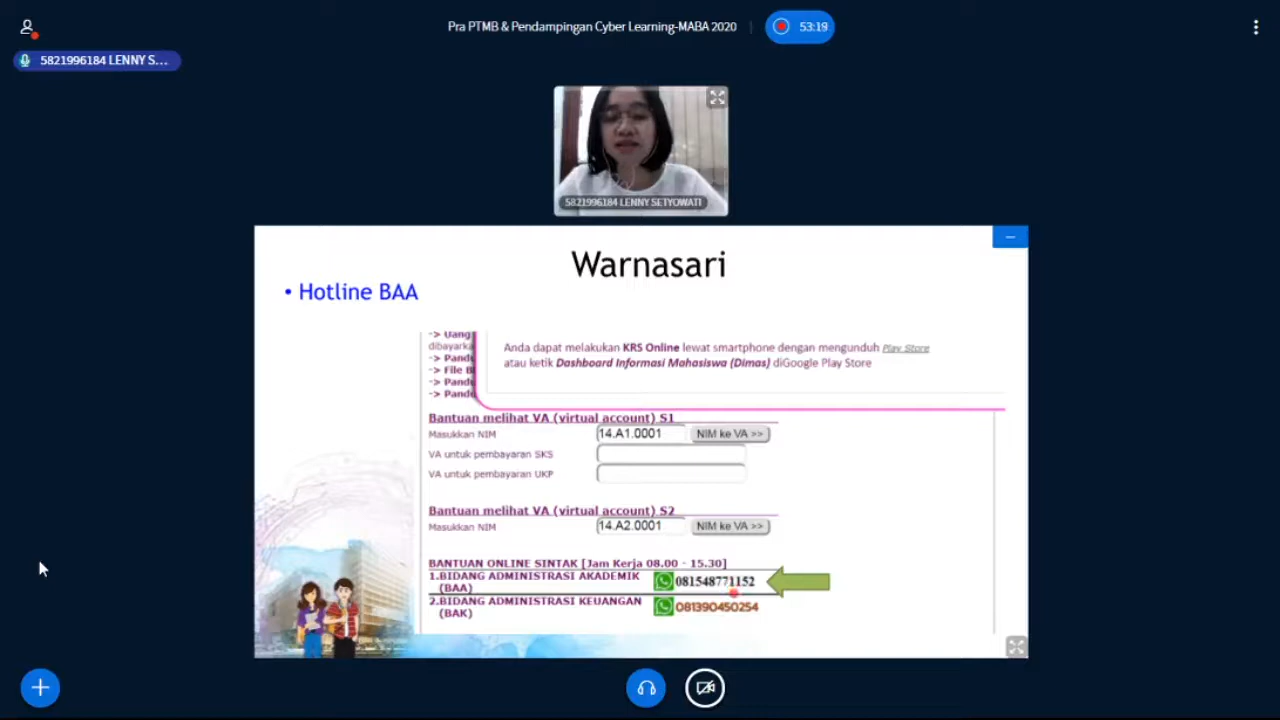 Pra PTMB & Pendampingan Cyber Learning-MABA 2020
53:19
5821996184 LENNY S...
5821996184 LENNY SETYOWATI
Warnasari
• Hotline BAA
-> Uang
dibayarka
-> Pandu
-> File B
-> Pandu
-> Pandu
Anda dapat melakukan KRS Online lewat smartphone dengan mengunduh Play Store
atau ketik Dashboard Informasi Mahasiswa (Dimas) diGoogle Play Store
Bantuan melihat VA (virtual account) S1
Masukkan NIM 14.A1.0001 NIM ke VA >>
VA untuk pembayaran SKS
VA untuk pembayaran UKP
Bantuan melihat VA (virtual account) S2
Masukkan NIM 14.A2.0001 NIM ke VA >>
BANTUAN ONLINE SINTAK [Jam Kerja 08.00 - 15.30]
1.BIDANG ADMINISTRASI AKADEMIK 081548771152
(BAA)
2.BIDANG ADMINISTRASI KEUANGAN 081390450254
(BAK)